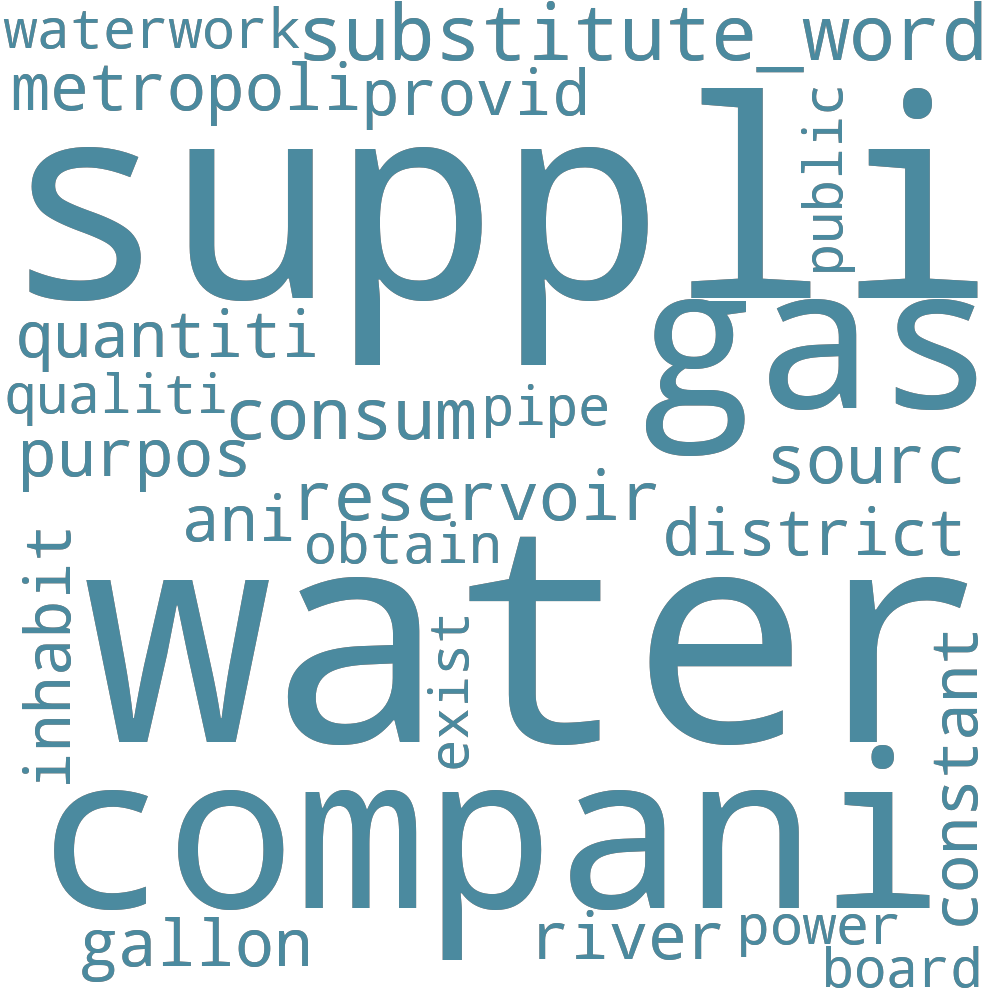 waterwork substitute_word
metropoli provid
public
suppli
gas
quantiti
qualiti
consum pipe
purpos
sourc
reservoir
ani
obtain
district
inhabit
water
exist
constant
compani
gallon
river power
board